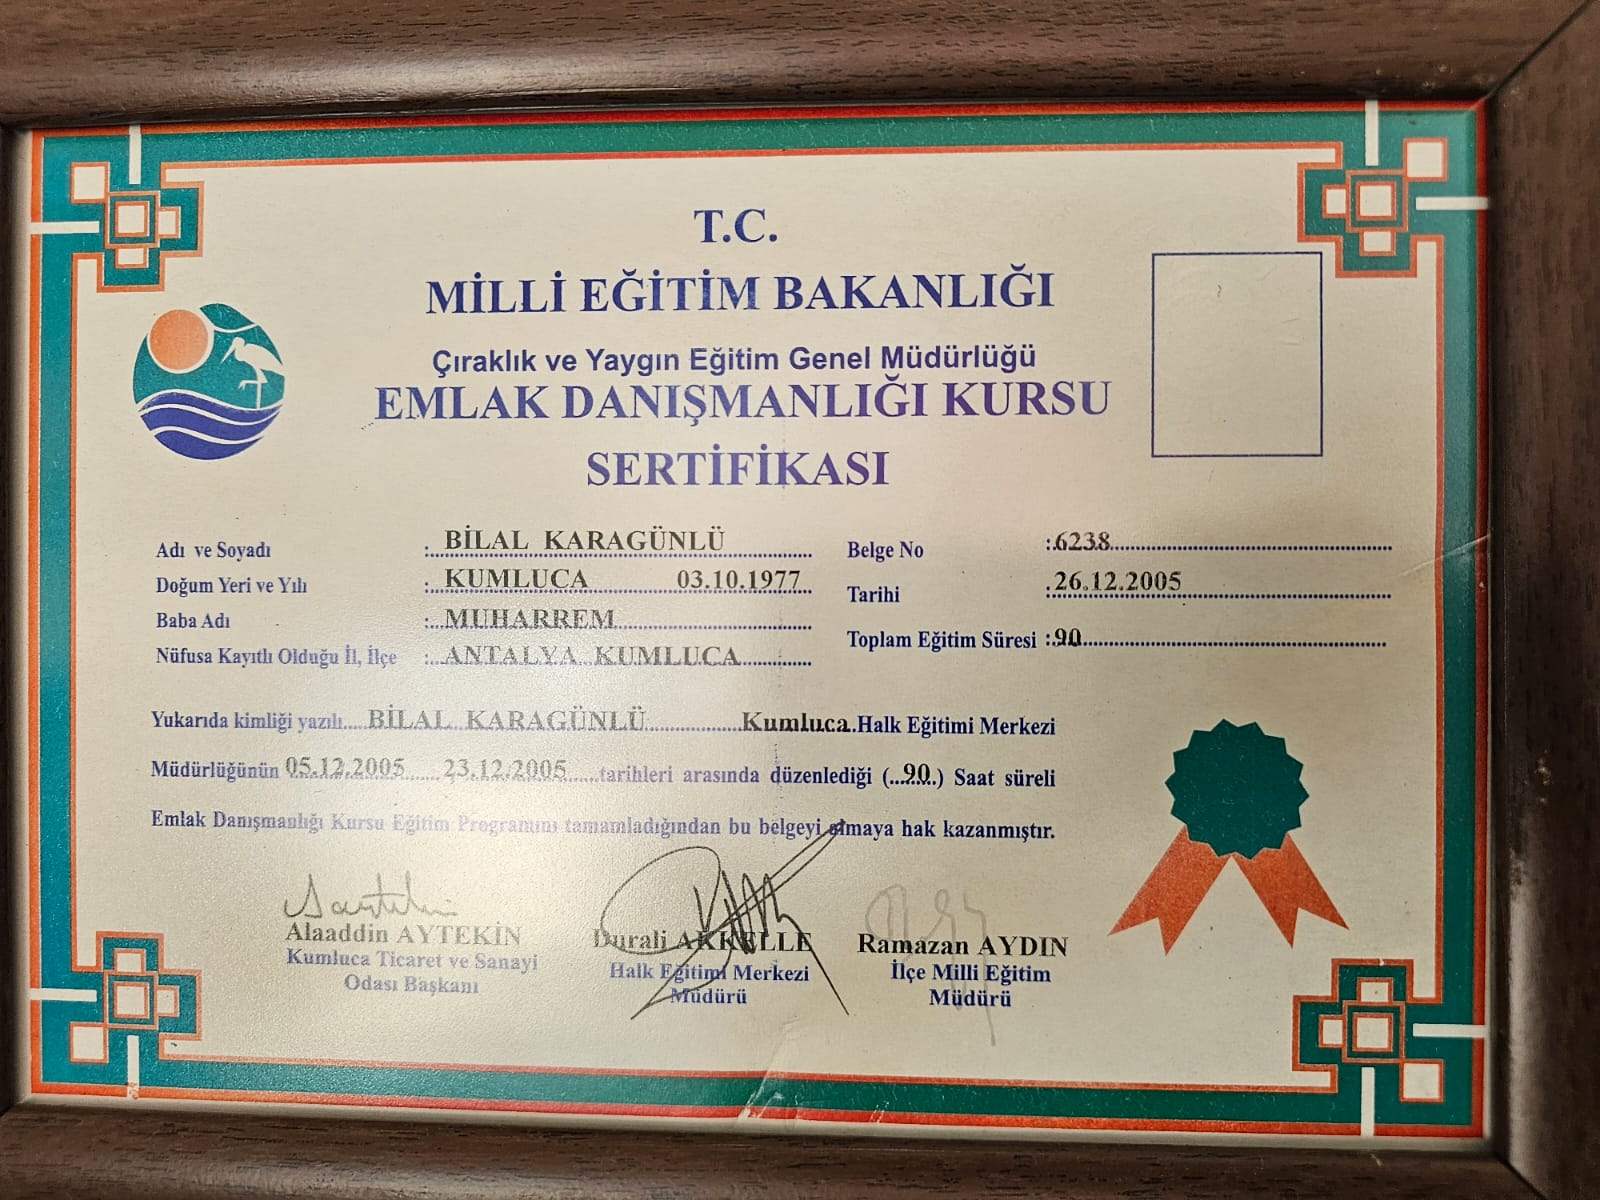 T.C.
MİLLİ EĞİTİM BAKANLIĞI
Çıraklık ve Yaygın Eğitim Genel Müdürlüğü
EMLAK DANIŞMANLIĞI KURSU
SERTİFİKASI
Adı ve Soyadı : BİLAL KARAGÜNLÜ
Doğum Yeri ve Yılı : KUMLUCA 03.10.1977
Baba Adı : MUHARREM
Nüfusa Kayıtlı Olduğu İl, İlçe : ANTALYA KUMLUCA
Belge No : 6238
Tarihi : 26.12.2005
Toplam Eğitim Süresi : 90
Yukarıda kimliği yazılı.... BİLAL KARAGÜNLÜ ........ Kumluca Halk Eğitimi Merkezi
Müdürlüğünün 05.12.2005 ...... 23.12.2005 ...... tarihleri arasında düzenlediği (..90.) Saat süreli
Emlak Danışmanlığı Kursu Eğitim Programını tamamladığından bu belgeyi almaya hak kazanmıştır.
Alaaddin AYTEKİN
Kumluca Ticaret ve Sanayi
Odası Başkanı
Durali AKKELLE
Halk Eğitimi Merkezi
Müdürü
Ramazan AYDIN
İlçe Milli Eğitim
Müdürü